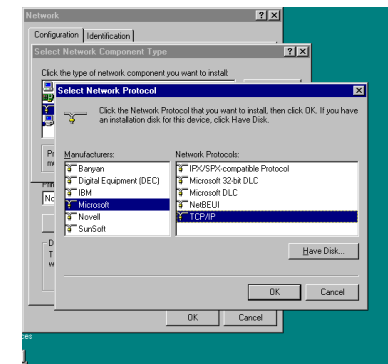 Network
Configuration Identification
Select Network Component Type
Click the type of network component you want to install:
Select Network Protocol
Click the Network Protocol that you want to install, then click OK. If you have
an installation disk for this device, click Have Disk.
Manufacturers:
Banyan
Digital Equipment (DEC)
IBM
Microsoft
Novell
SunSoft
Network Protocols:
IPX/SPX-compatible Protocol
Microsoft 32-bit DLC
Microsoft DLC
NetBEUI
TCP/IP
Have Disk...
OK Cancel
OK Cancel